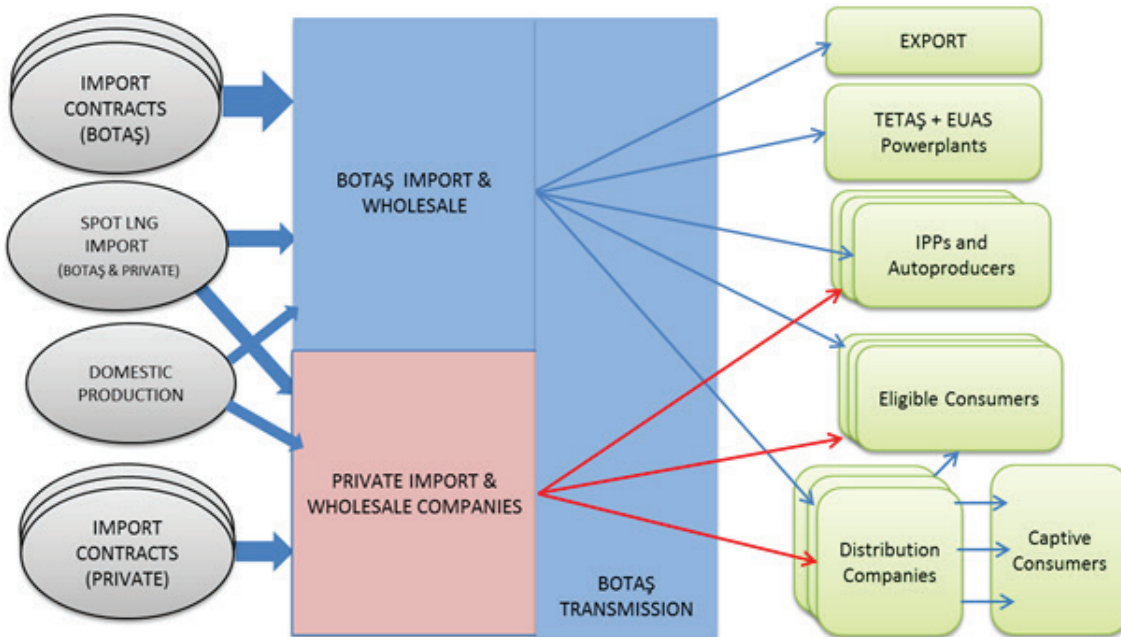 IMPORT
CONTRACTS
(BOTAŞ)
SPOT LNG
IMPORT
(BOTAŞ & PRIVATE)
DOMESTIC
PRODUCTION
IMPORT
CONTRACTS
(PRIVATE)
BOTAŞ IMPORT &
WHOLESALE
PRIVATE IMPORT &
WHOLESALE COMPANIES
BOTAŞ
TRANSMISSION
EXPORT
TETAŞ + EUAS
Powerplants
IPPs and
Autoproducers
Eligible Consumers
Distribution
Companies
Captive
Consumers